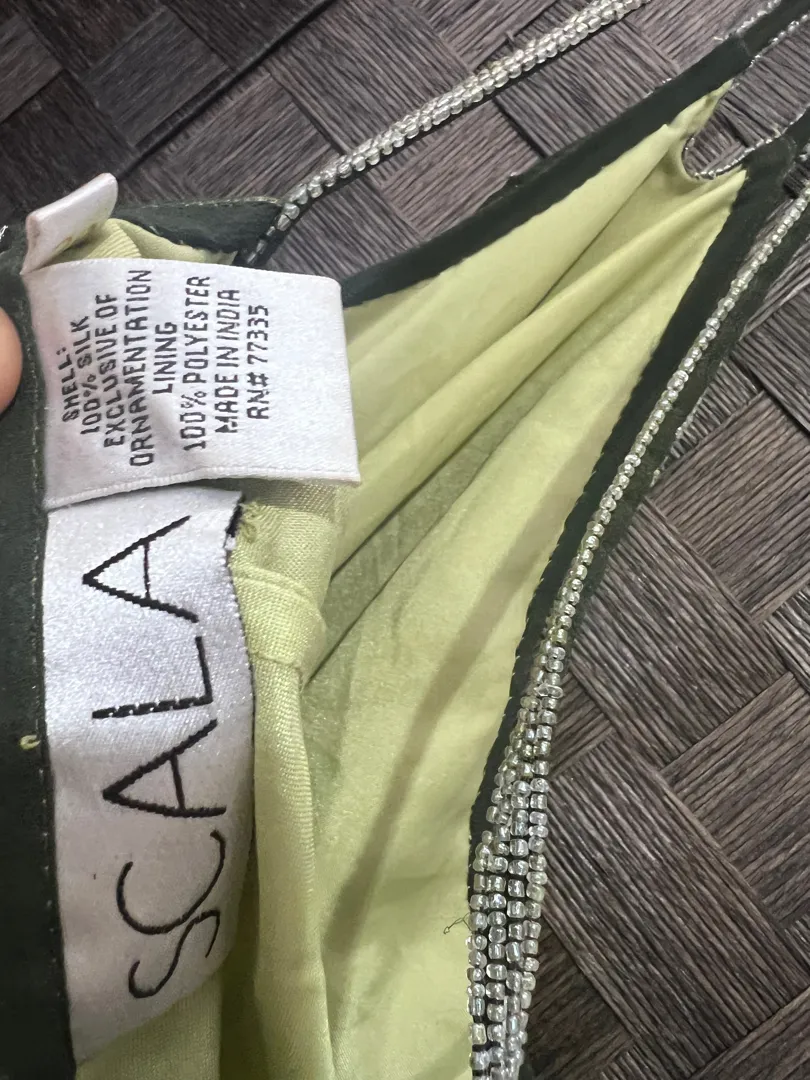 SHELL:
100% SILK
EXCLUSIVE OF
ORNAMENTATION
LINING
100% POLYESTER
MADE IN INDIA
RN# 77335
SCALA